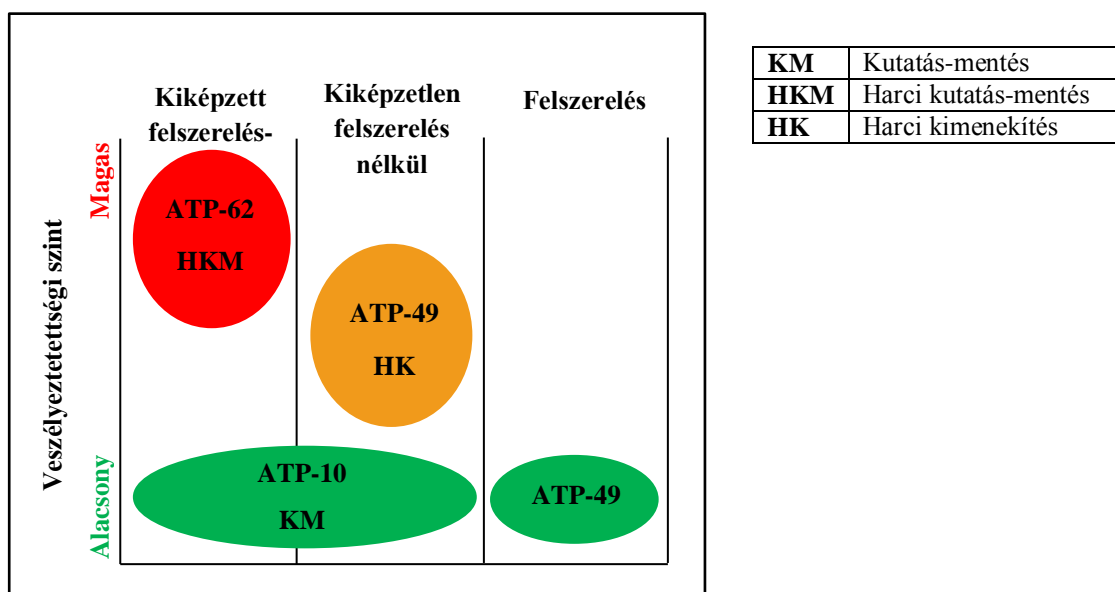 Kiképzett
felszerelés-
Kiképzetlen
felszerelés
nélkül
Felszerelés
Veszélyeztetettségi szint
Magas
Alacsony
ATP-62
HKM
ATP-49
HK
ATP-10
KM
ATP-49
KM Kutatás-mentés
HKM Harci kutatás-mentés
HK Harci kimenekítés